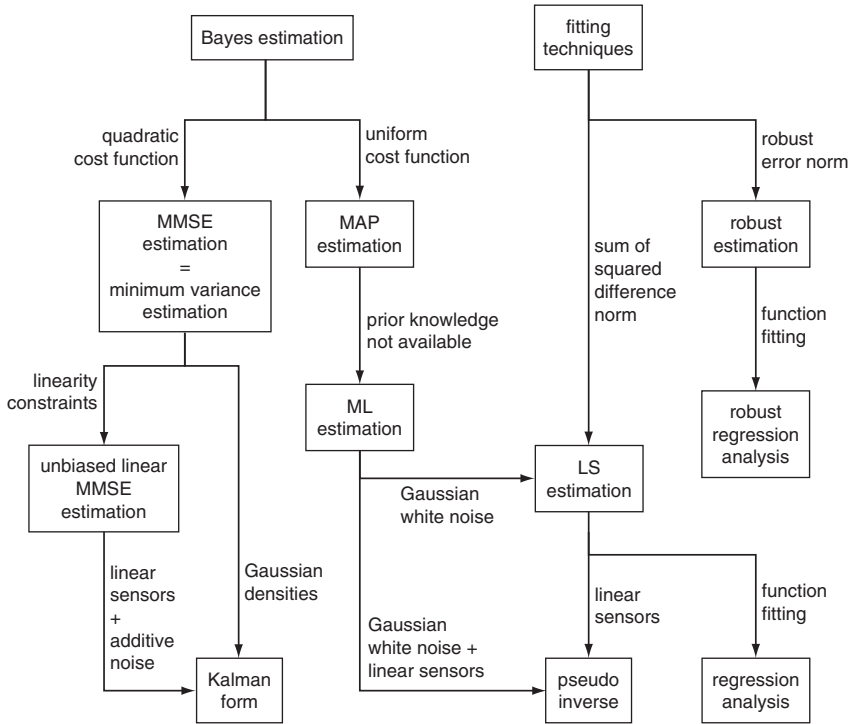 Bayes estimation
fitting
techniques
quadratic
cost function
uniform
cost function
robust
error norm
MMSE
estimation
=
minimum variance
estimation
MAP
estimation
sum of
squared
difference
norm
robust
estimation
prior knowledge
not available
function
fitting
linearity
constraints
ML
estimation
robust
regression
analysis
unbiased linear
MMSE
estimation
Gaussian
white noise
LS
estimation
linear
sensors
+
additive
noise
Gaussian
densities
Gaussian
white noise +
linear sensors
linear
sensors
function
fitting
Kalman
form
pseudo
inverse
regression
analysis